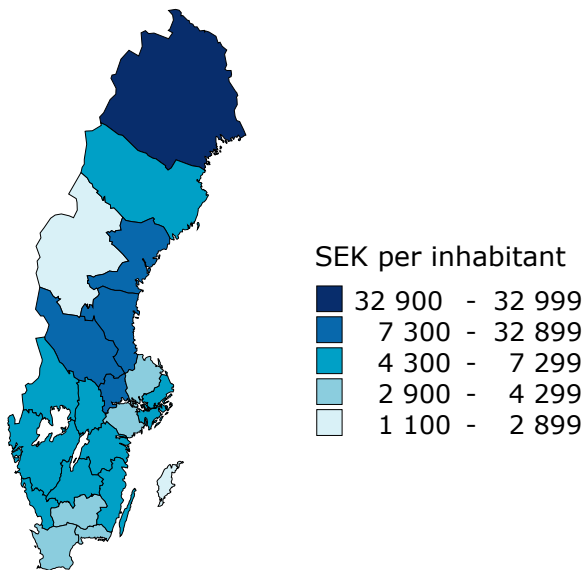 SEK per inhabitant
32 900 - 32 999
7 300 - 32 899
4 300 - 7 299
2 900 - 4 299
1 100 - 2 899